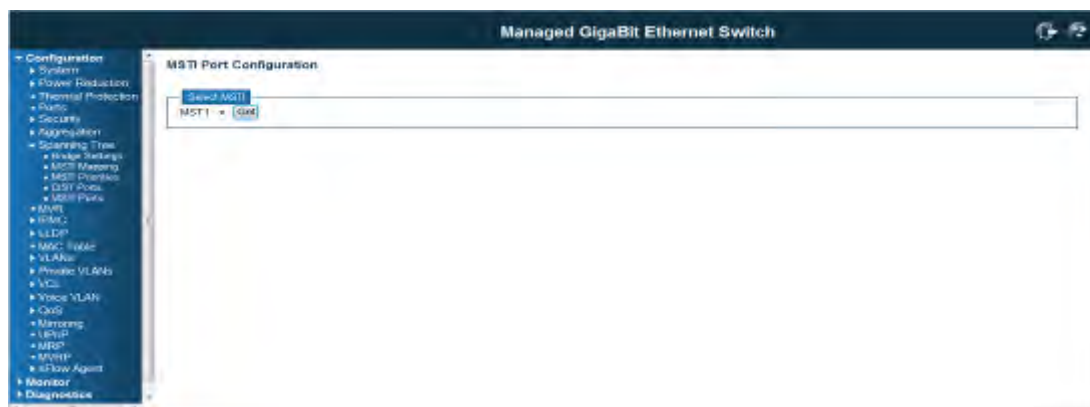 Managed GigaBit Ethernet Switch
Configuration
System
Power Reduction
Thermal Protection
Ports
Security
Aggregation
Spanning Tree
Bridge Settings
MSTI Mapping
MSTI Priorities
CIST Ports
MSTI Ports
MVR
IPMC
LLDP
MAC Table
VLANs
Private VLANs
VCL
Voice VLAN
QoS
Mirroring
UPnP
MRP
MVRP
sFlow Agent
Monitor
Diagnostics
MSTI Port Configuration
Select MSTI
MST1 Get